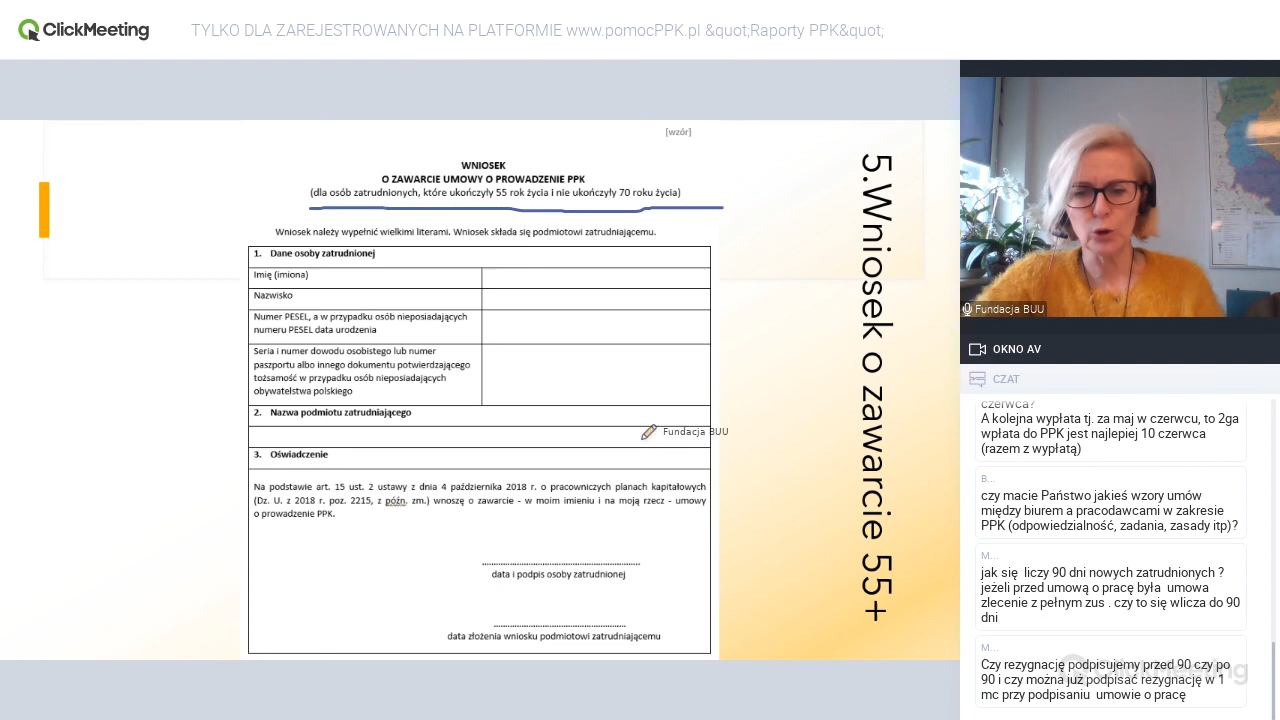 ClickMeeting
TYLKO DLA ZAREJESTROWANYCH NA PLATFORMIE www.pomocPPK.pl &quot;Raporty PPK&quot;
[wzór]
WNIOSEK
O ZAWARCIE UMOWY O PROWADZENIE PPK
(dla osób zatrudnionych, które ukończyły 55 rok życia i nie ukończyły 70 roku życia)
Wniosek należy wypełnić wielkimi literami. Wniosek składa się podmiotowi zatrudniającemu.
1. Dane osoby zatrudnionej
Imię (imiona)
Nazwisko
Numer PESEL, a w przypadku osób nieposiadających
numeru PESEL data urodzenia
Seria i numer dowodu osobistego lub numer
paszportu albo innego dokumentu potwierdzającego
tożsamość w przypadku osób nieposiadających
obywatelstwa polskiego
2. Nazwa podmiotu zatrudniającego
Fundacja BUU
3. Oświadczenie
Na podstawie art. 15 ust. 2 ustawy z dnia 4 października 2018 r. o pracowniczych planach kapitałowych
(Dz. U. z 2018 r. poz. 2215, z późn. zm.) wnoszę o zawarcie - w moim imieniu i na moją rzecz - umowy
o prowadzenie PPK.
data i podpis osoby zatrudnionej
data złożenia wniosku podmiotowi zatrudniającemu
5.Wniosek o zawarcie 55+
Fundacja BUU
OKNO AV
CZAT
czerwca?
A kolejna wypłata tj. za maj w czerwcu, to 2ga
wpłata do PPK jest najlepiej 10 czerwca
(razem z wypłatą)
B...
czy macie Państwo jakieś wzory umów
między biurem a pracodawcami w zakresie
PPK (odpowiedzialność, zadania, zasady itp)?
M...
jak się liczy 90 dni nowych zatrudnionych ?
jeżeli przed umową o pracę była umowa
zlecenie z pełnym zus . czy to się wlicza do 90
dni
M...
Czy rezygnację podpisujemy przed 90 czy po
90 i czy można już podpisać rezygnację w 1
mc przy podpisaniu umowie o pracę
ClickMeeting